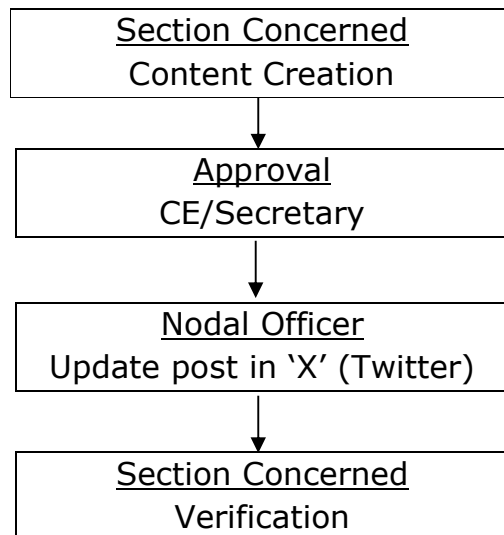 Section Concerned
Content Creation
Approval
CE/Secretary
Nodal Officer
Update post in ‘X’ (Twitter)
Section Concerned
Verification